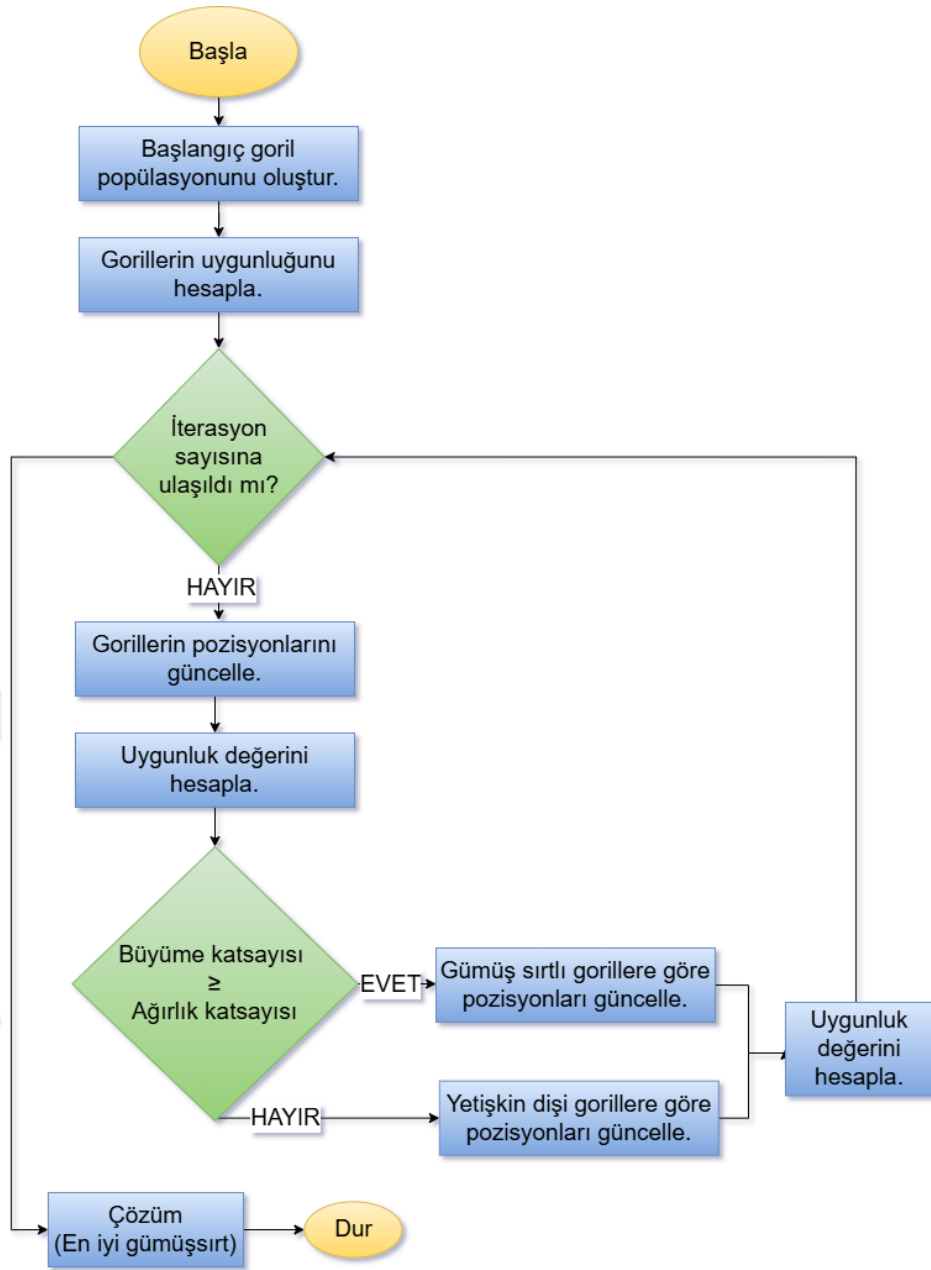 Başla
Başlangıç goril
popülasyonunu oluştur.
Gorillerin uygunluğunu
hesapla.
İterasyon
sayısına
ulaşıldı mı?
HAYIR
Gorillerin pozisyonlarını
güncelle.
Uygunluk değerini
hesapla.
Büyüme katsayısı
≥
Ağırlık katsayısı
EVET
Gümüş sırtlı gorillere göre
pozisyonları güncelle.
HAYIR
Yetişkin dişi gorillere göre
pozisyonları güncelle.
Uygunluk
değerini
hesapla.
Çözüm
(En iyi gümüşsırt)
Dur